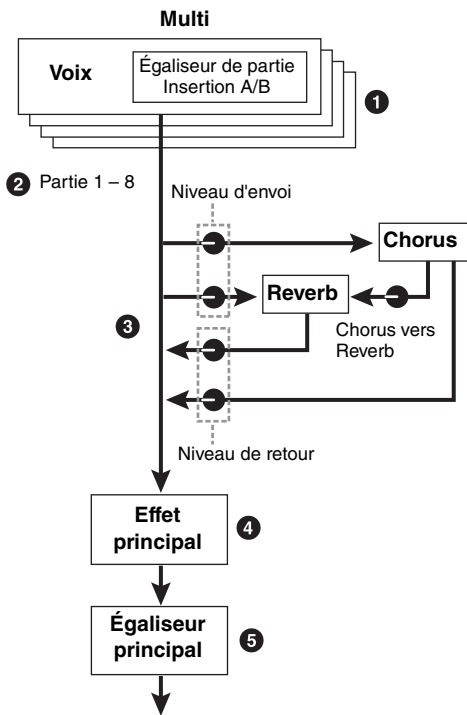 Multi
Voix
Égaliseur de partie
Insertion A/B
1
2 Partie 1 – 8
Niveau d'envoi
Chorus
Reverb
3
Chorus vers
Reverb
Niveau de retour
Effet
principal
4
Égaliseur
principal
5